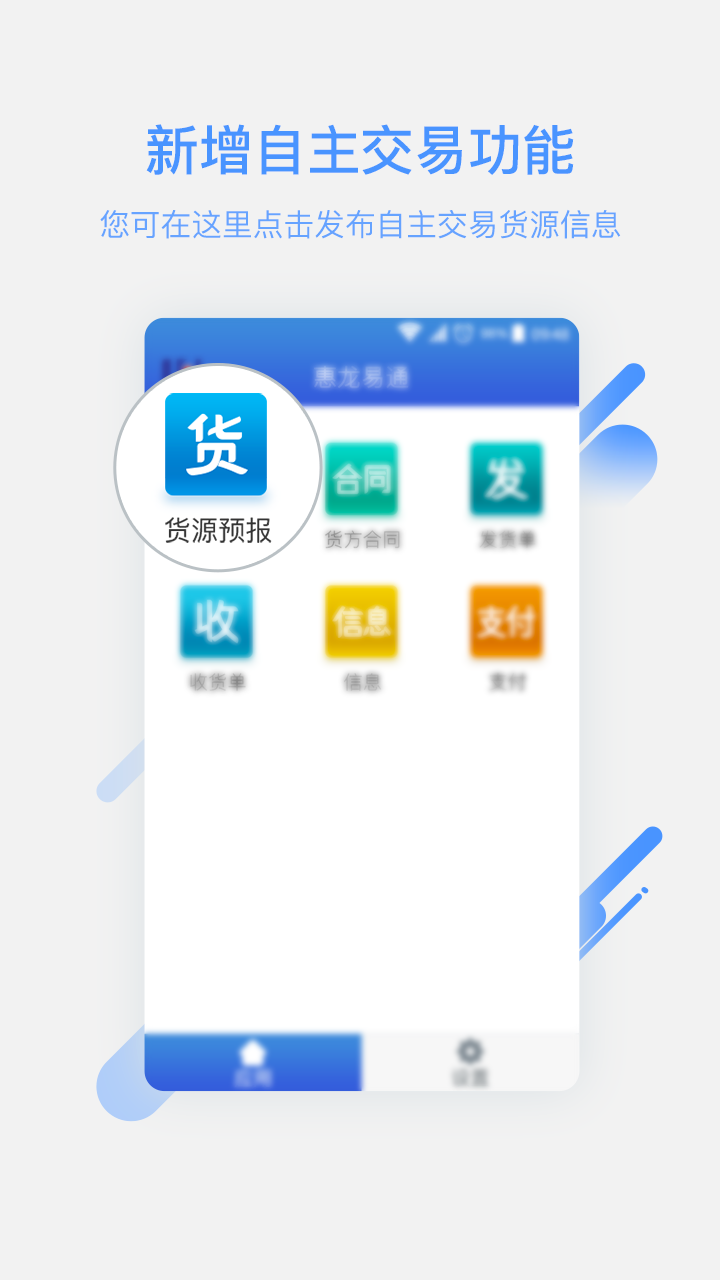 新增自主交易功能
您可在这里点击发布自主交易货源信息
惠龙易通
货
合同
发
货源预报
货方合同
发货单
收
信息
支付
收货单
信息
支付
应用
设置